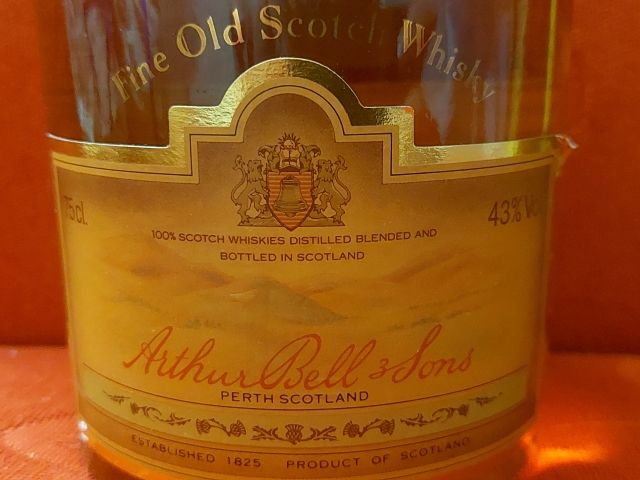 Fine Old Scotch Whisky
75cl.
43% Vol
100% SCOTCH WHISKIES DISTILLED BLENDED AND
BOTTLED IN SCOTLAND
Arthur Bell & Sons
PERTH SCOTLAND
ESTABLISHED 1825 PRODUCT OF SCOTLAND